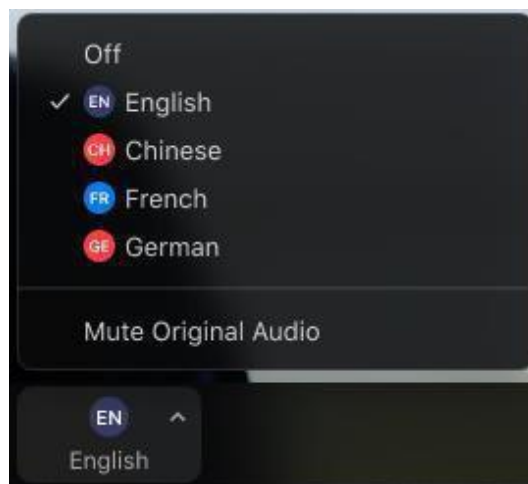 Off
EN English
CH Chinese
FR French
GE German
Mute Original Audio
EN
English